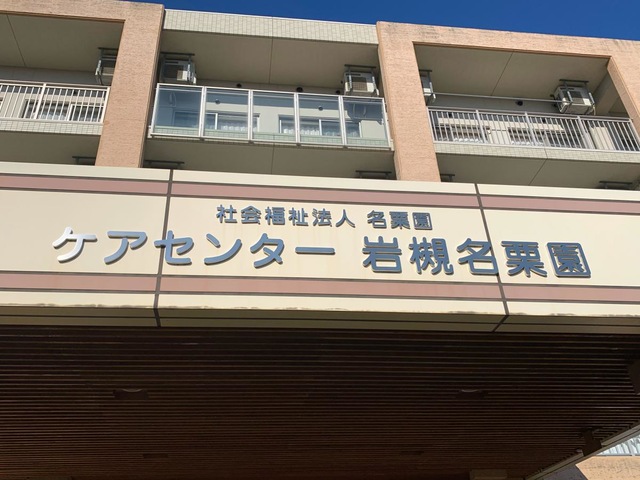 社会福祉法人 名栗園
ケアセンター 岩槻名栗園